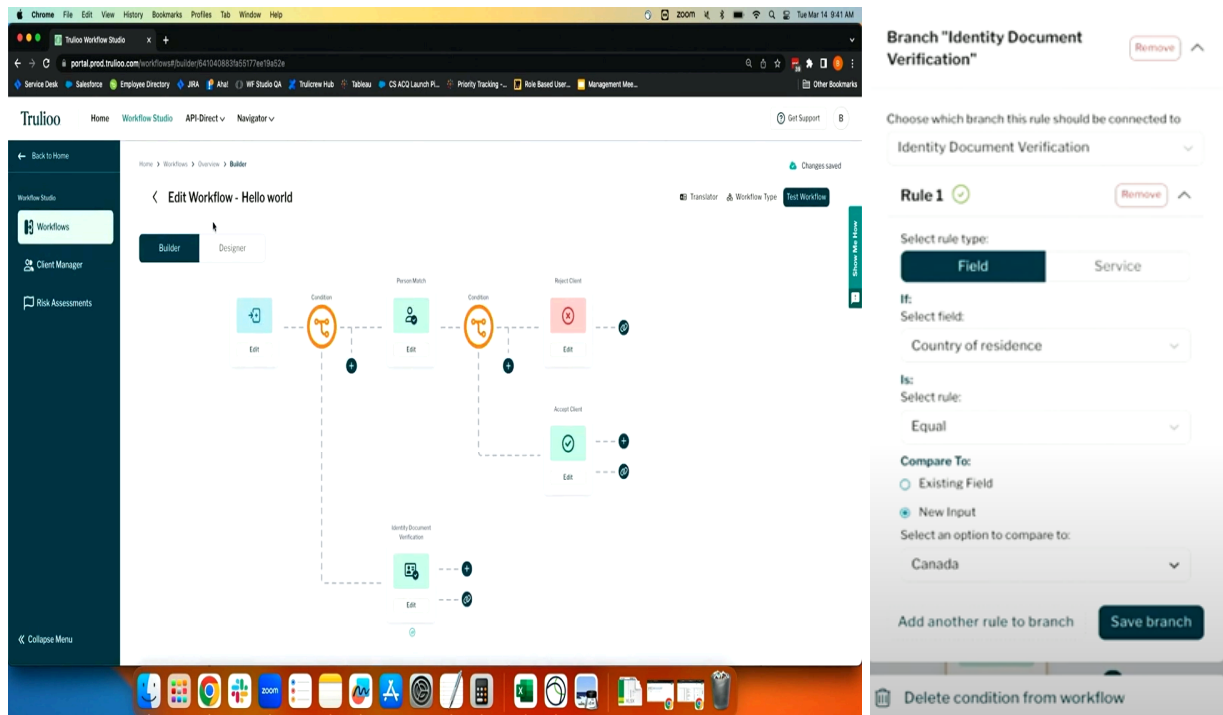 Chrome File Edit View History Bookmarks Profiles Tab Window Help
zoom Tue Mar 14 9:41 AM
Trulioo Workflow Studio
portal.prod.trulioo.com/workflows#/builder/641040883fa55177ee19a52e
Service Desk Salesforce Employee Directory JIRA Aha! WF Studio QA Trulicrew Hub Tableau CS ACQ Launch Pl... Priority Tracking -... Role Based User... Management Mee... Other Bookmarks
Trulioo Home Workflow Studio API-Direct Navigator Get Support B
Back to Home
Home > Workflows > Overview > Builder
Changes saved
Workflow Studio
Edit Workflow - Hello world
Translator Workflow Type Test Workflow
Workflows
Client Manager
Risk Assessments
Collapse Menu
Builder Designer
Show Me How
Condition
Person Match
Condition
Reject Client
Edit
Edit
Edit
Accept Client
Edit
Identity Document
Verification
Edit
zoom
Branch "Identity Document
Verification"
Remove
Choose which branch this rule should be connected to
Identity Document Verification
Rule 1
Remove
Select rule type:
Field Service
If:
Select field:
Country of residence
Is:
Select rule:
Equal
Compare To:
Existing Field
New Input
Select an option to compare to:
Canada
Add another rule to branch
Save branch
Delete condition from workflow